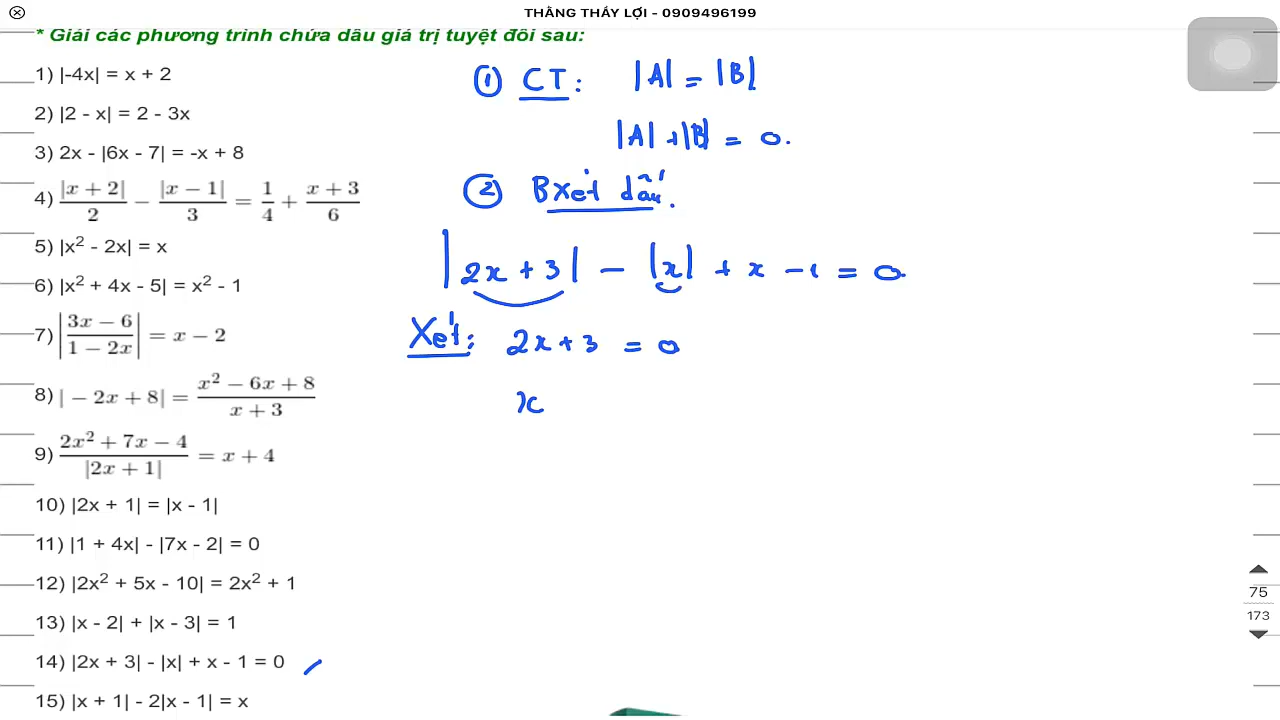 THẦNG THẦY LỢI - 0909496199
* Giải các phương trình chứa dấu giá trị tuyệt đối sau:
1) |-4x| = x + 2
2) |2 - x| = 2 - 3x
3) 2x - |6x - 7| = -x + 8
4) |x + 2|/2 − |x − 1|/3 = 1/4 + (x + 3)/6
5) |x² - 2x| = x
6) |x² + 4x - 5| = x² - 1
7) |(3x − 6)/(1 − 2x)| = x − 2
8) | − 2x + 8| = (x² − 6x + 8)/(x + 3)
9) (2x² + 7x − 4)/|2x + 1| = x + 4
10) |2x + 1| = |x - 1|
11) |1 + 4x| - |7x - 2| = 0
12) |2x² + 5x - 10| = 2x² + 1
13) |x - 2| + |x - 3| = 1
14) |2x + 3| - |x| + x - 1 = 0
15) |x + 1| - 2|x - 1| = x
① CT: |A| = |B|
|A| + |B| = 0.
② Bxét dấu.
|2x + 3| − |x| + x − 1 = 0
Xét: 2x + 3 = 0
x
75
173